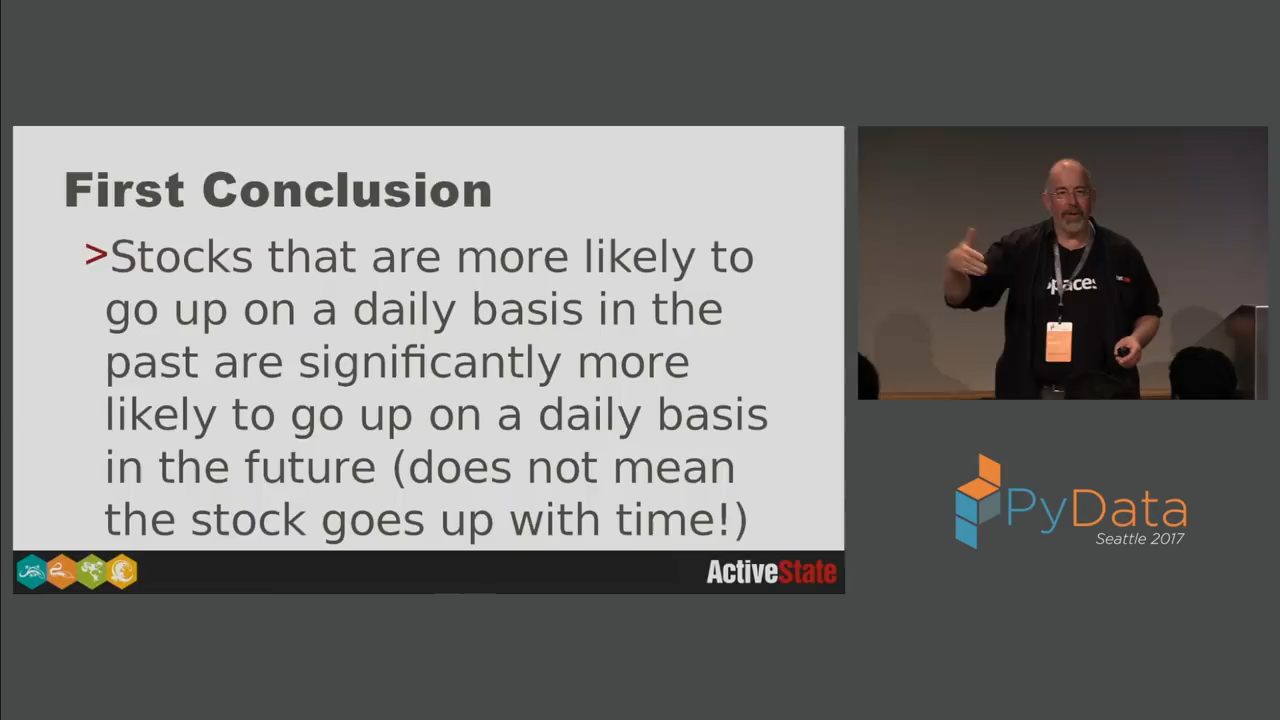 First Conclusion
>Stocks that are more likely to
go up on a daily basis in the
past are significantly more
likely to go up on a daily basis
in the future (does not mean
the stock goes up with time!)
ActiveState
spaces
PyData
Seattle 2017